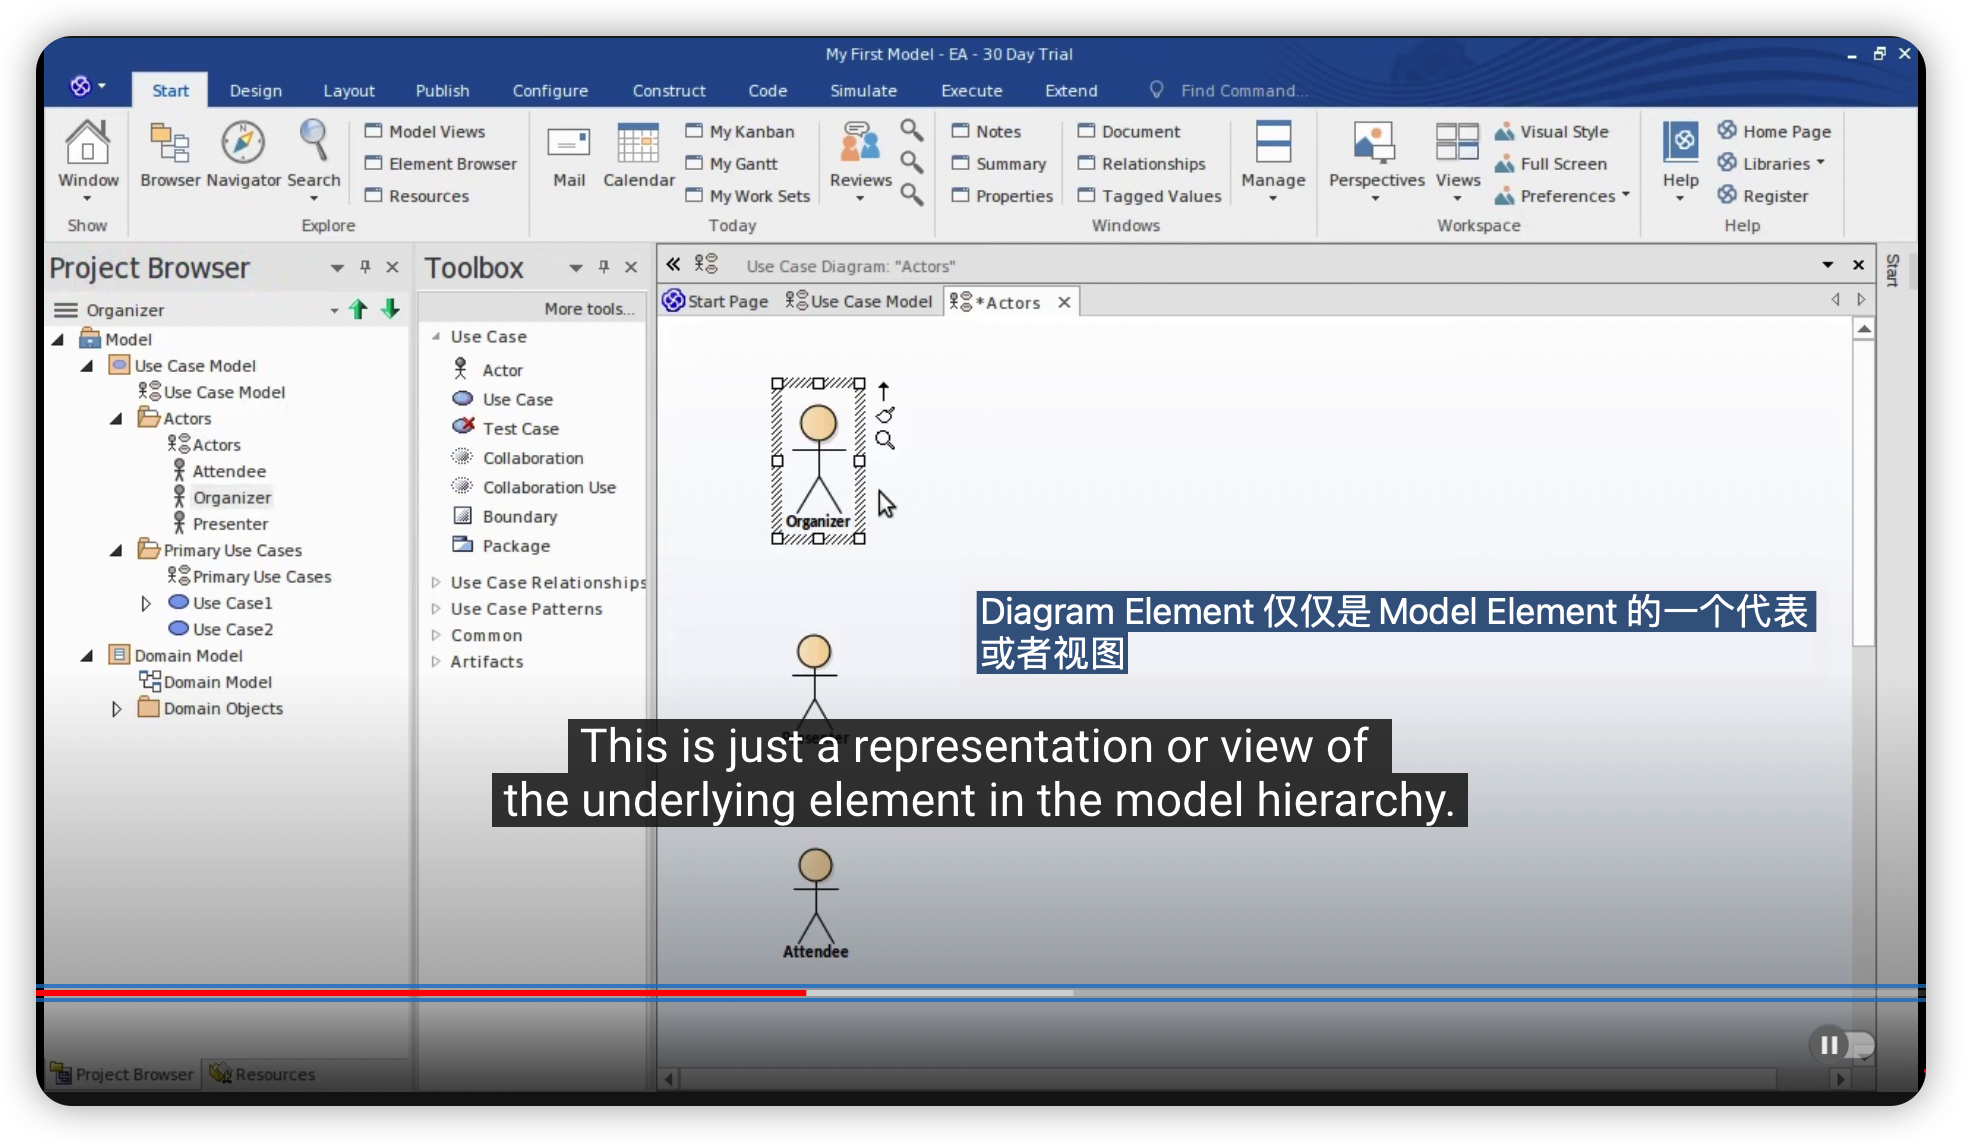 My First Model - EA - 30 Day Trial
Start Design Layout Publish Configure Construct Code Simulate Execute Extend Find Command...
Window
Show
Browser Navigator Search
Model Views
Element Browser
Resources
Explore
Mail Calendar
My Kanban
My Gantt
My Work Sets
Reviews
Today
Notes
Summary
Properties
Document
Relationships
Tagged Values
Windows
Manage
Perspectives Views
Visual Style
Full Screen
Preferences
Workspace
Help
Home Page
Libraries
Register
Help
Project Browser
Organizer
Model
Use Case Model
Use Case Model
Actors
Actors
Attendee
Organizer
Presenter
Primary Use Cases
Primary Use Cases
Use Case1
Use Case2
Domain Model
Domain Model
Domain Objects
Project Browser Resources
Toolbox
More tools...
Use Case
Actor
Use Case
Test Case
Collaboration
Collaboration Use
Boundary
Package
Use Case Relationships
Use Case Patterns
Common
Artifacts
Use Case Diagram: "Actors"
Start Page Use Case Model *Actors
Start
Organizer
Diagram Element 仅仅是 Model Element 的一个代表
或者视图
Presenter
This is just a representation or view of
the underlying element in the model hierarchy.
Attendee